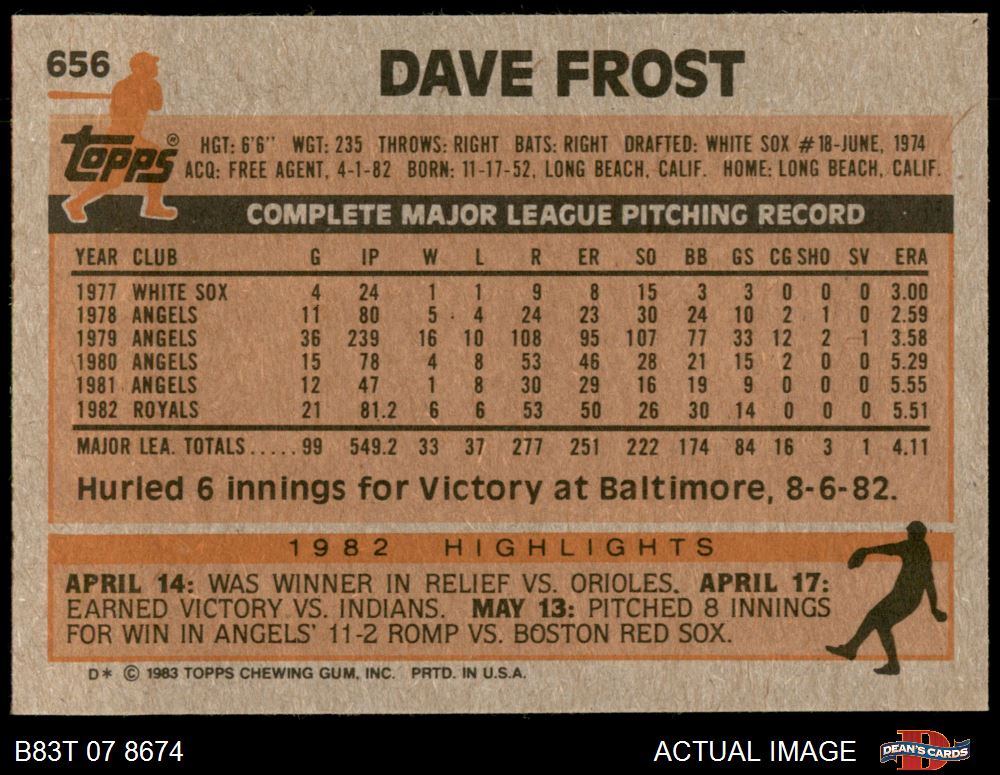 656
DAVE FROST
topps®
HGT: 6'6" WGT: 235 THROWS: RIGHT BATS: RIGHT DRAFTED: WHITE SOX #18-JUNE, 1974
ACQ: FREE AGENT, 4-1-82 BORN: 11-17-52, LONG BEACH, CALIF. HOME: LONG BEACH, CALIF.
COMPLETE MAJOR LEAGUE PITCHING RECORD
YEAR CLUB G IP W L R ER SO BB GS CG SHO SV ERA
1977 WHITE SOX 4 24 1 1 9 8 15 3 3 0 0 0 3.00
1978 ANGELS 11 80 5 4 24 23 30 24 10 2 1 0 2.59
1979 ANGELS 36 239 16 10 108 95 107 77 33 12 2 1 3.58
1980 ANGELS 15 78 4 8 53 46 28 21 15 2 0 0 5.29
1981 ANGELS 12 47 1 8 30 29 16 19 9 0 0 0 5.55
1982 ROYALS 21 81.2 6 6 53 50 26 30 14 0 0 0 5.51
MAJOR LEA. TOTALS.....99 549.2 33 37 277 251 222 174 84 16 3 1 4.11
Hurled 6 innings for Victory at Baltimore, 8-6-82.
1982 HIGHLIGHTS
APRIL 14: WAS WINNER IN RELIEF VS. ORIOLES. APRIL 17:
EARNED VICTORY VS. INDIANS. MAY 13: PITCHED 8 INNINGS
FOR WIN IN ANGELS' 11-2 ROMP VS. BOSTON RED SOX.
D* © 1983 TOPPS CHEWING GUM, INC. PRTD. IN U.S.A.
B83T 07 8674
ACTUAL IMAGE
D
DEAN'S CARDS